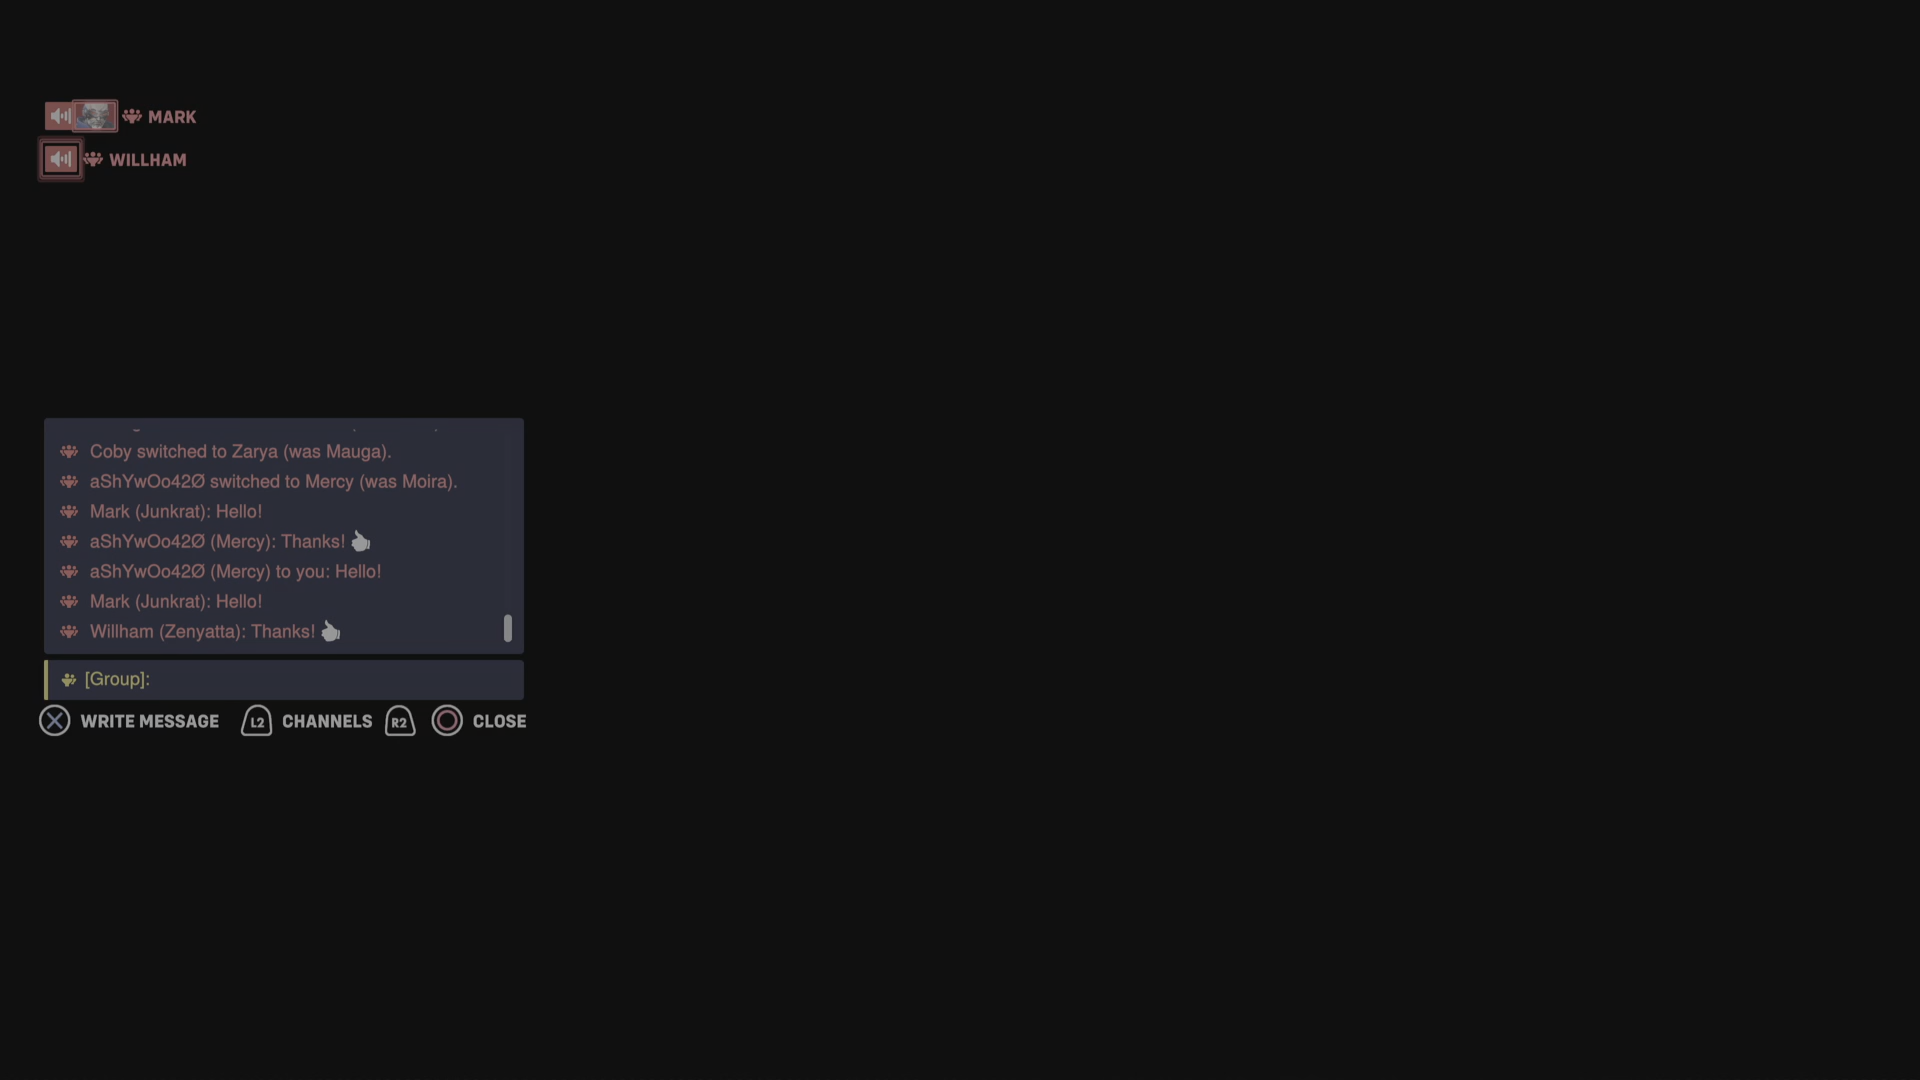 MARK
WILLHAM
Coby switched to Zarya (was Mauga).
aShYwOo42Ø switched to Mercy (was Moira).
Mark (Junkrat): Hello!
aShYwOo42Ø (Mercy): Thanks!
aShYwOo42Ø (Mercy) to you: Hello!
Mark (Junkrat): Hello!
Willham (Zenyatta): Thanks!
[Group]:
WRITE MESSAGE L2 CHANNELS R2 CLOSE